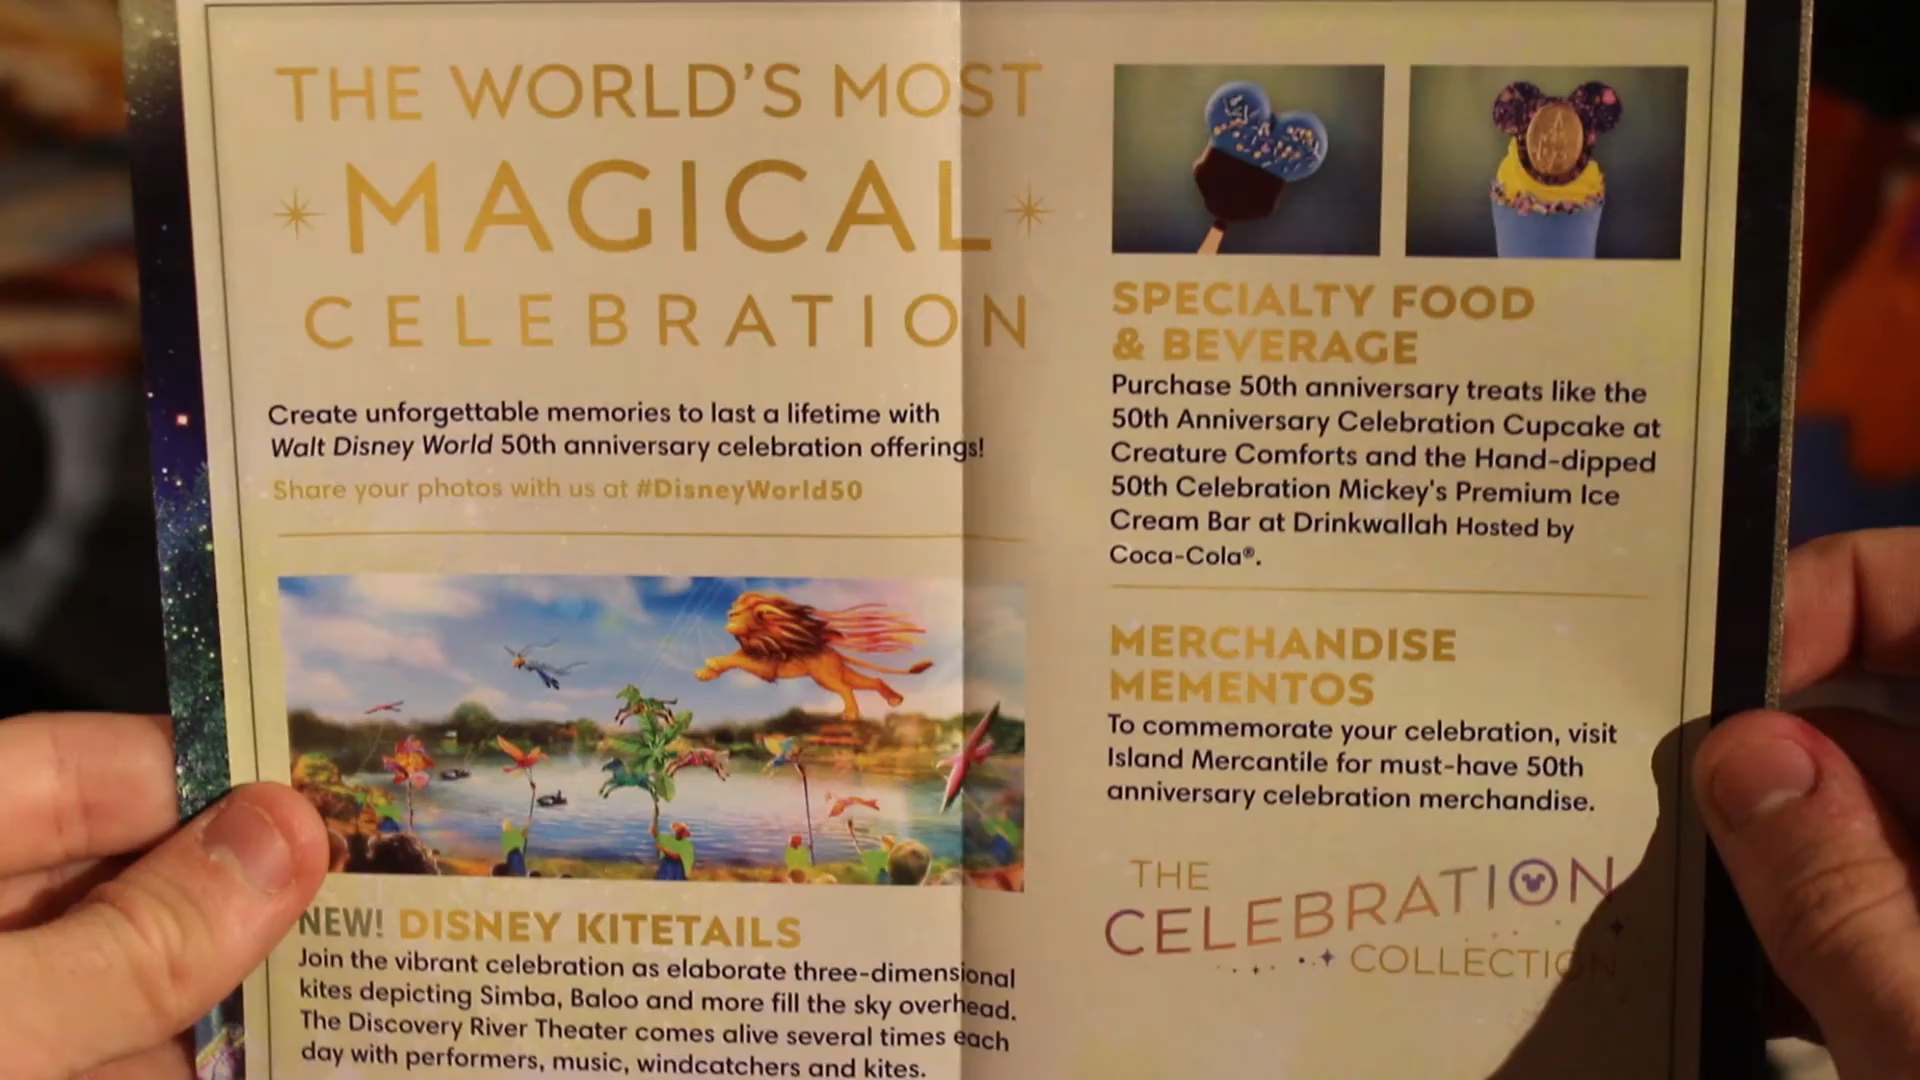 THE WORLD'S MOST
MAGICAL
CELEBRATION
Create unforgettable memories to last a lifetime with
Walt Disney World 50th anniversary celebration offerings!
Share your photos with us at #DisneyWorld50
NEW! DISNEY KITETAILS
Join the vibrant celebration as elaborate three-dimensional
kites depicting Simba, Baloo and more fill the sky overhead.
The Discovery River Theater comes alive several times each
day with performers, music, windcatchers and kites.
SPECIALTY FOOD
& BEVERAGE
Purchase 50th anniversary treats like the
50th Anniversary Celebration Cupcake at
Creature Comforts and the Hand-dipped
50th Celebration Mickey's Premium Ice
Cream Bar at Drinkwallah Hosted by
Coca-Cola®.
MERCHANDISE
MEMENTOS
To commemorate your celebration, visit
Island Mercantile for must-have 50th
anniversary celebration merchandise.
THE
CELEBRATION
COLLECTION